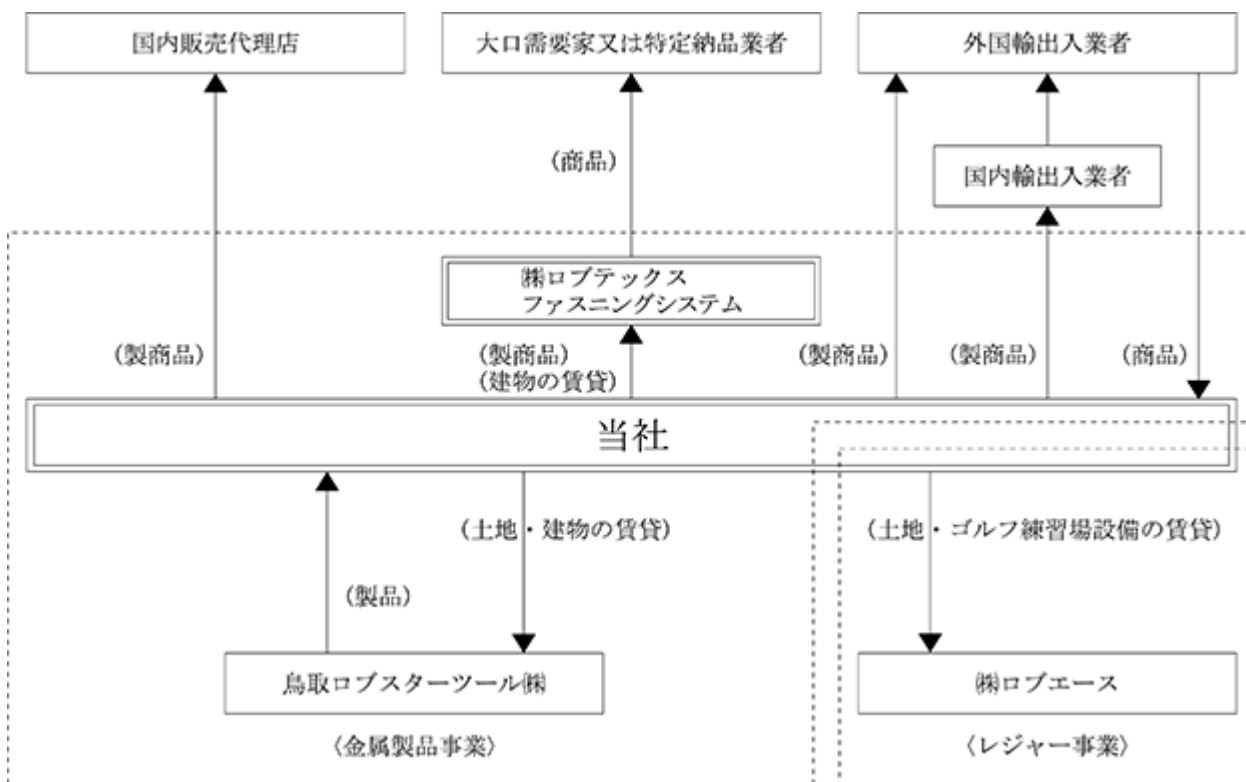 国内販売代理店
大口需要家又は特定納品業者
外国輸出入業者
(商品)
国内輸出入業者
㈱ロブテックス
ファスニングシステム
(製商品)
(製商品)
(建物の賃貸)
(製商品)
(製商品)
(商品)
当社
(土地・建物の賃貸)
(土地・ゴルフ練習場設備の賃貸)
(製品)
鳥取ロブスターツール㈱
㈱ロブエース
〈金属製品事業〉
〈レジャー事業〉